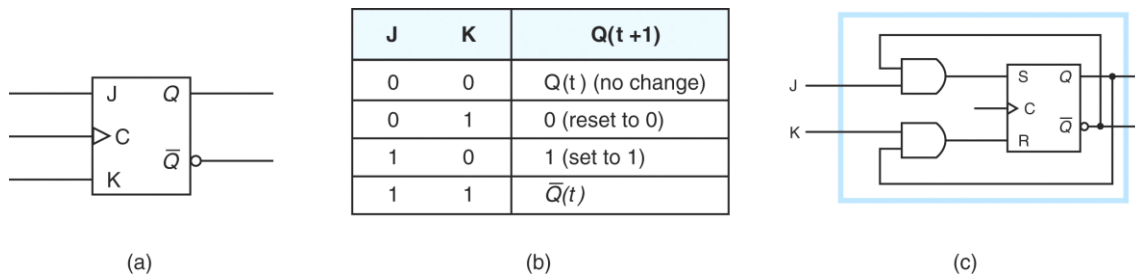 J Q
C
Q̅
K
(a)
J K Q(t +1)
0 0 Q(t) (no change)
0 1 0 (reset to 0)
1 0 1 (set to 1)
1 1 Q̅(t)
(b)
J
K
S Q
C
Q̅
R
(c)